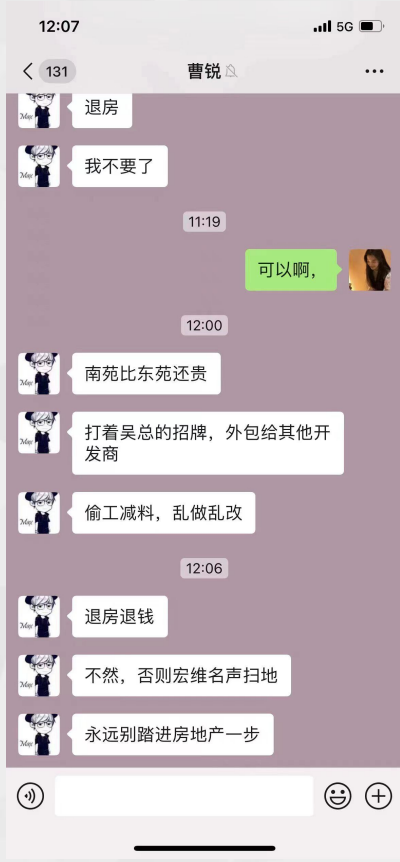 12:07
5G
131
曹锐
退房
我不要了
11:19
可以啊，
12:00
南苑比东苑还贵
打着吴总的招牌，外包给其他开
发商
偷工减料，乱做乱改
12:06
退房退钱
不然，否则宏维名声扫地
永远别踏进房地产一步